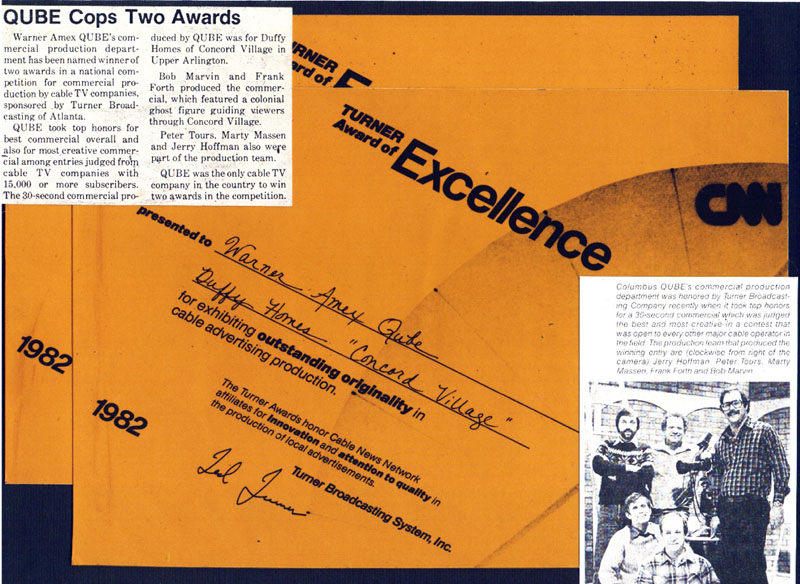 QUBE Cops Two Awards
Warner Amex QUBE's com-
mercial production depart-
ment has been named winner of
two awards in a national com-
petition for commercial pro-
duction by cable TV companies,
sponsored by Turner Broad-
casting of Atlanta.
QUBE took top honors for
best commercial overall and
also for most creative commer-
cial among entries judged from
cable TV companies with
15,000 or more subscribers.
The 30-second commercial pro-
duced by QUBE was for Duffy
Homes of Concord Village in
Upper Arlington.
Bob Marvin and Frank
Forth produced the commer-
cial, which featured a colonial
ghost figure guiding viewers
through Concord Village.
Peter Tours, Marty Massen
and Jerry Hoffman also were
part of the production team.
QUBE was the only cable TV
company in the country to win
two awards in the competition.
RNER
ard of
E
1982
TURNER
Award of
Excellence
CNN
presented to Warner Amex Qube
Duffy Homes "Concord Village"
for exhibiting outstanding originality in
cable advertising production.
The Turner Awards honor Cable News Network
affiliates for innovation and attention to quality in
the production of local advertisements.
1982
Ted Turner
Turner Broadcasting System, Inc.
Columbus QUBE's commercial production
department was honored by Turner Broadcast-
ing Company recently when it took top honors
for a 30-second commercial which was judged
the best and most creative in a contest that
was open to every other major cable operator in
the field. The production team that produced the
winning entry are (clockwise from right of the
camera) Jerry Hoffman, Peter Tours, Marty
Massen, Frank Forth and Bob Marvin.